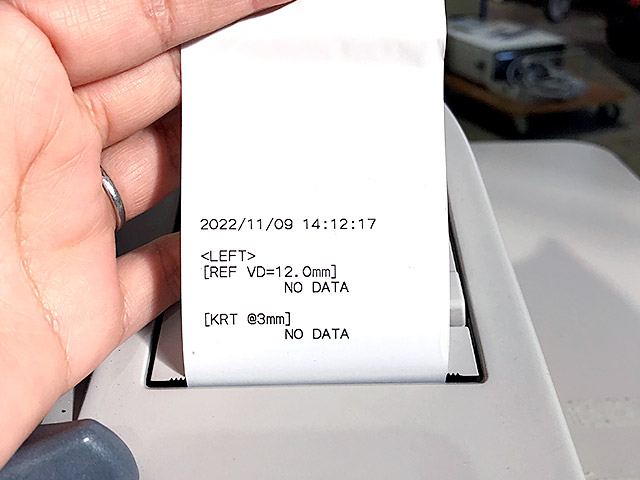 2022/11/09 14:12:17
<LEFT>
[REF VD=12.0mm]
NO DATA
[KRT @3mm]
NO DATA